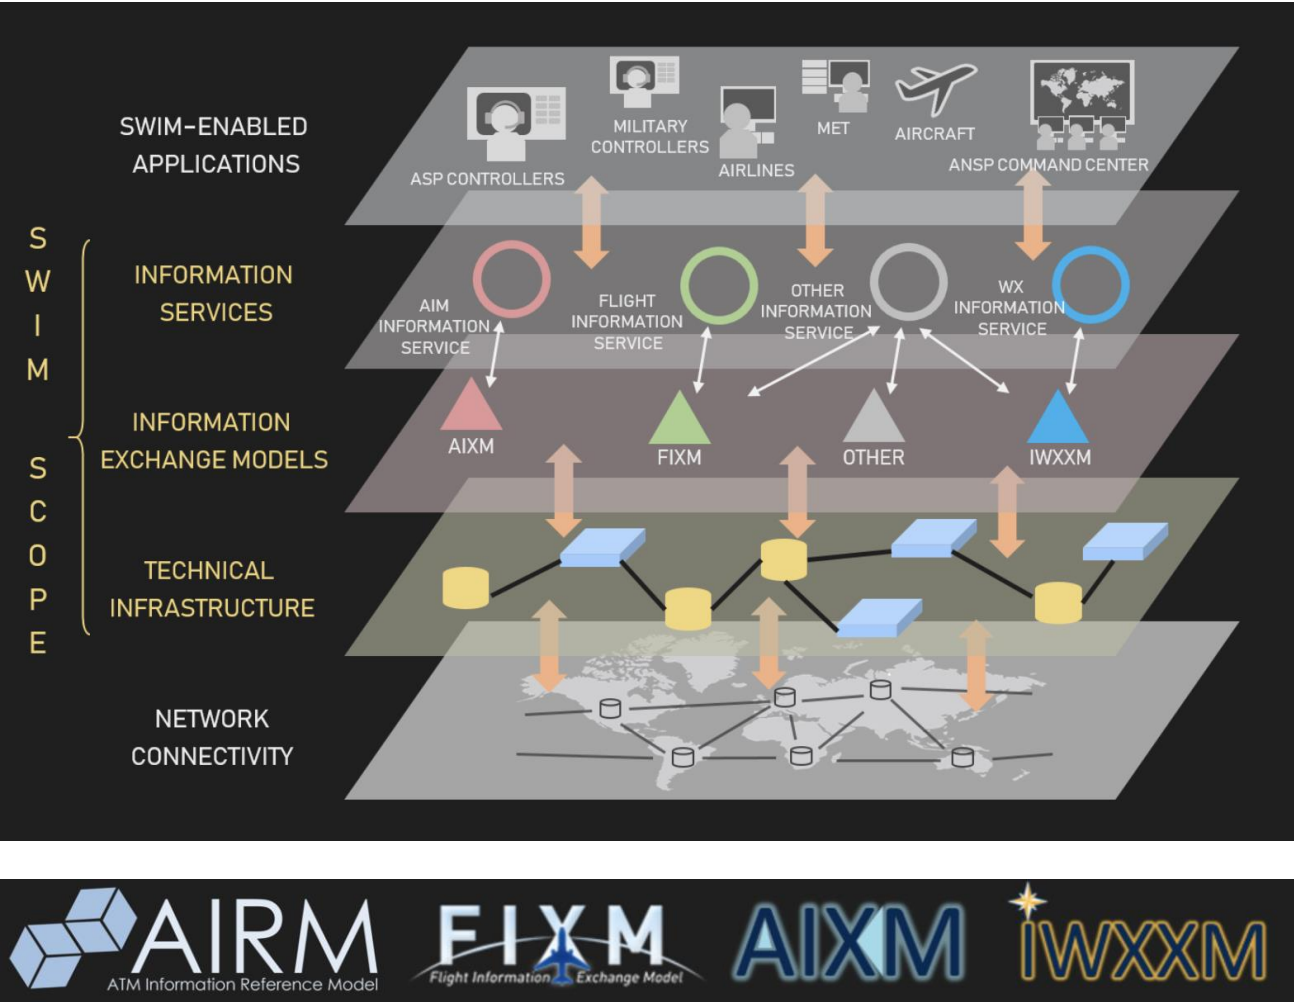 SWIM-ENABLED
APPLICATIONS
ASP CONTROLLERS
MILITARY
CONTROLLERS
AIRLINES
MET
AIRCRAFT
ANSP COMMAND CENTER
SWIM SCOPE
INFORMATION
SERVICES
AIM
INFORMATION
SERVICE
FLIGHT
INFORMATION
SERVICE
OTHER
INFORMATION
SERVICE
WX
INFORMATION
SERVICE
INFORMATION
EXCHANGE MODELS
AIXM
FIXM
OTHER
IWXXM
TECHNICAL
INFRASTRUCTURE
NETWORK
CONNECTIVITY
AIRM
ATM Information Reference Model
FIXM
Flight Information Exchange Model
AIXM
iWXXM